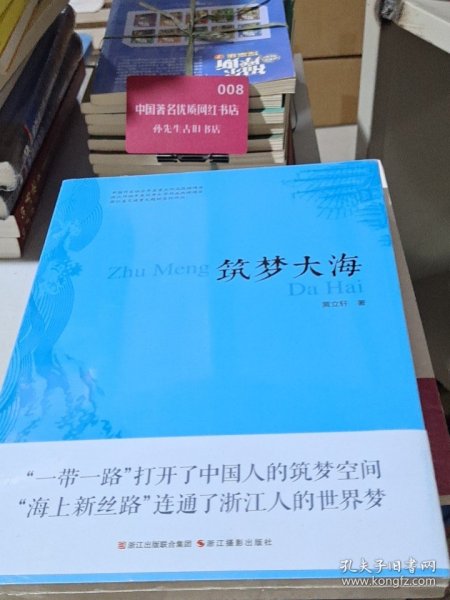 008
中国著名优质网红书店
孙先生古旧书店
Zhu Meng
筑梦大海
Da Hai
黄立轩 著
“一带一路”打开了中国人的筑梦空间
“海上新丝路”连通了浙江人的世界梦
浙江出版联合集团 浙江摄影出版社
孔夫子旧书网
www.kongfz.com